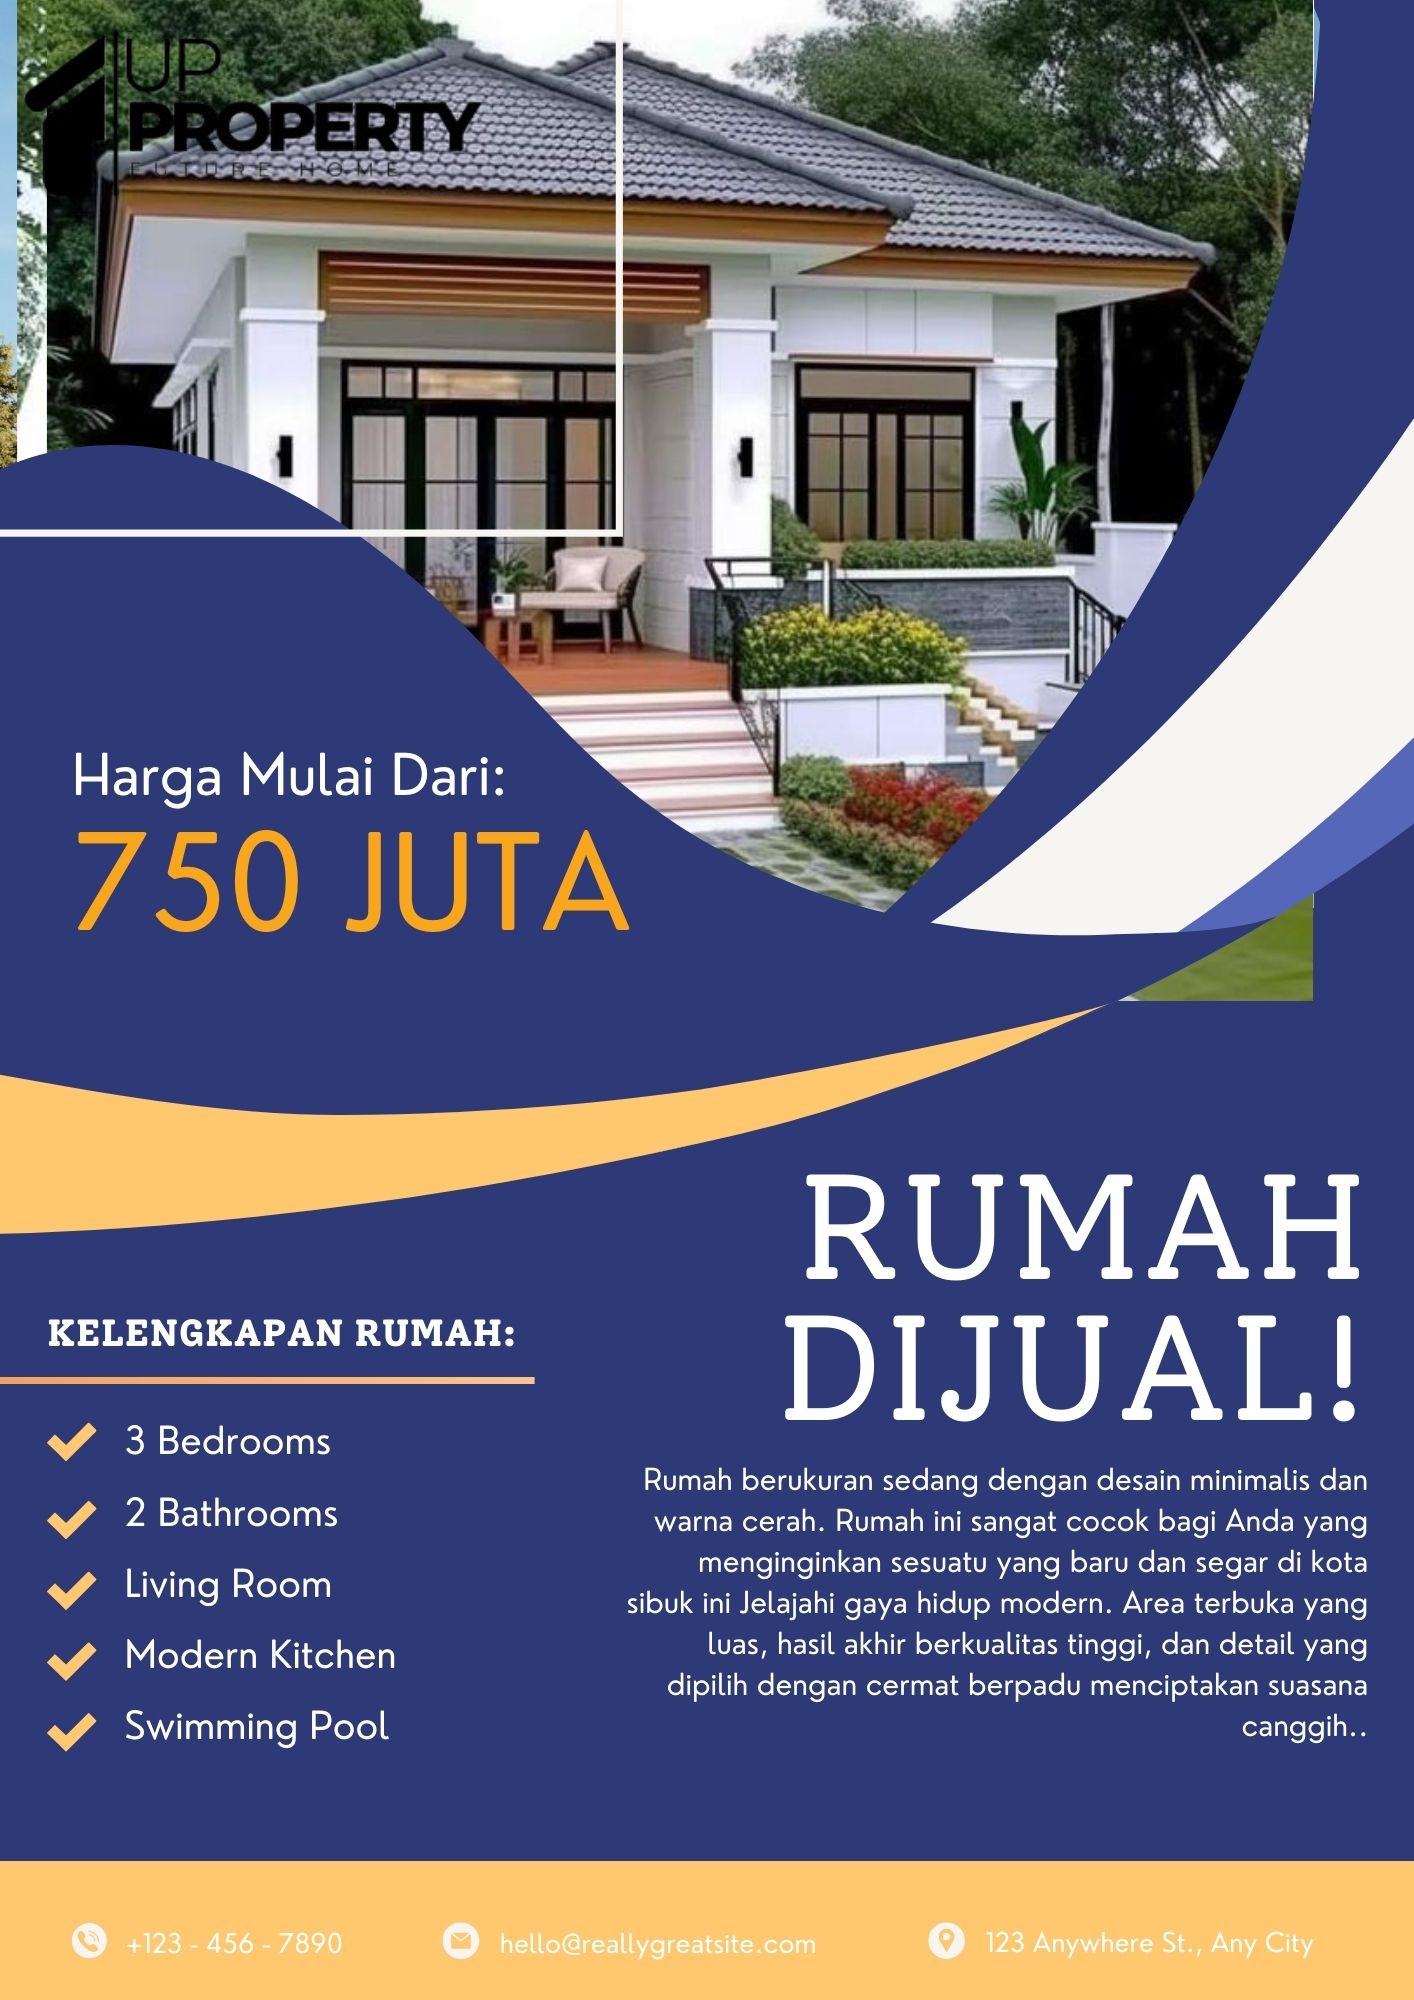 UP
PROPERTY
FUTURE HOME
Harga Mulai Dari:
750 JUTA
RUMAH
DIJUAL!
KELENGKAPAN RUMAH:
3 Bedrooms
2 Bathrooms
Living Room
Modern Kitchen
Swimming Pool
Rumah berukuran sedang dengan desain minimalis dan
warna cerah. Rumah ini sangat cocok bagi Anda yang
menginginkan sesuatu yang baru dan segar di kota
sibuk ini Jelajahi gaya hidup modern. Area terbuka yang
luas, hasil akhir berkualitas tinggi, dan detail yang
dipilih dengan cermat berpadu menciptakan suasana
canggih..
+123 - 456 - 7890
hello@reallygreatsite.com
123 Anywhere St., Any City